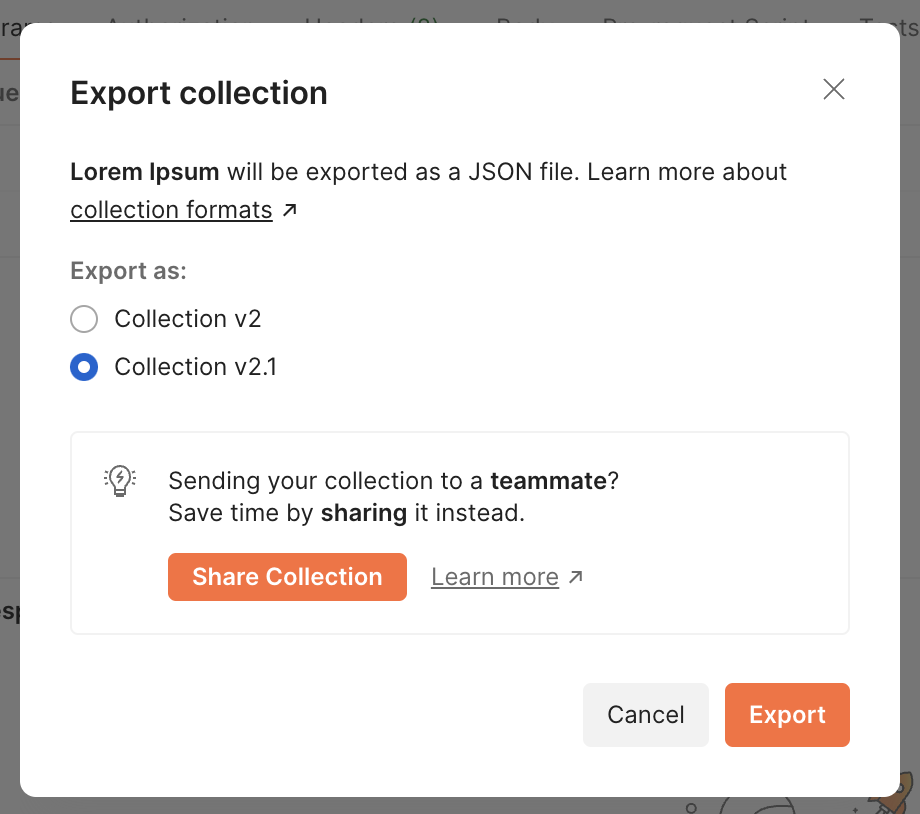 Export collection
Lorem Ipsum will be exported as a JSON file. Learn more about
collection formats ↗
Export as:
Collection v2
Collection v2.1
Sending your collection to a teammate?
Save time by sharing it instead.
Share Collection
Learn more ↗
Cancel
Export